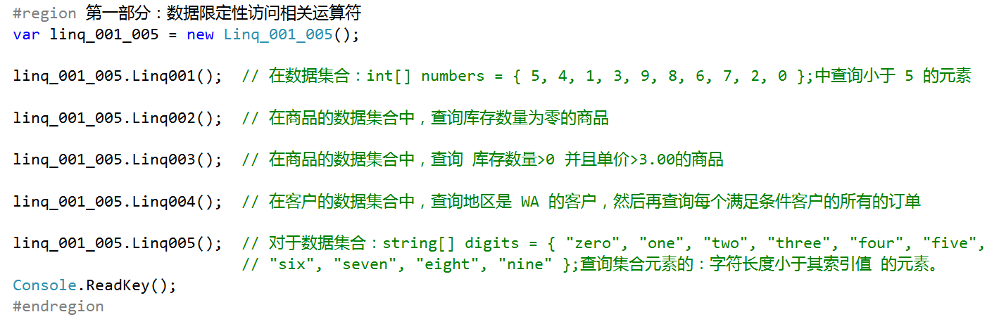 #region 第一部分：数据限定性访问相关运算符
var linq_001_005 = new Linq_001_005();
linq_001_005.Linq001();  // 在数据集合：int[] numbers = { 5, 4, 1, 3, 9, 8, 6, 7, 2, 0 };中查询小于 5 的元素
linq_001_005.Linq002();  // 在商品的数据集合中，查询库存数量为零的商品
linq_001_005.Linq003();  // 在商品的数据集合中，查询 库存数量>0 并且单价>3.00的商品
linq_001_005.Linq004();  // 在客户的数据集合中，查询地区是 WA 的客户，然后再查询每个满足条件客户的所有的订单
linq_001_005.Linq005();  // 对于数据集合：string[] digits = { "zero", "one", "two", "three", "four", "five",
// "six", "seven", "eight", "nine" };查询集合元素的：字符长度小于其索引值 的元素。
Console.ReadKey();
#endregion